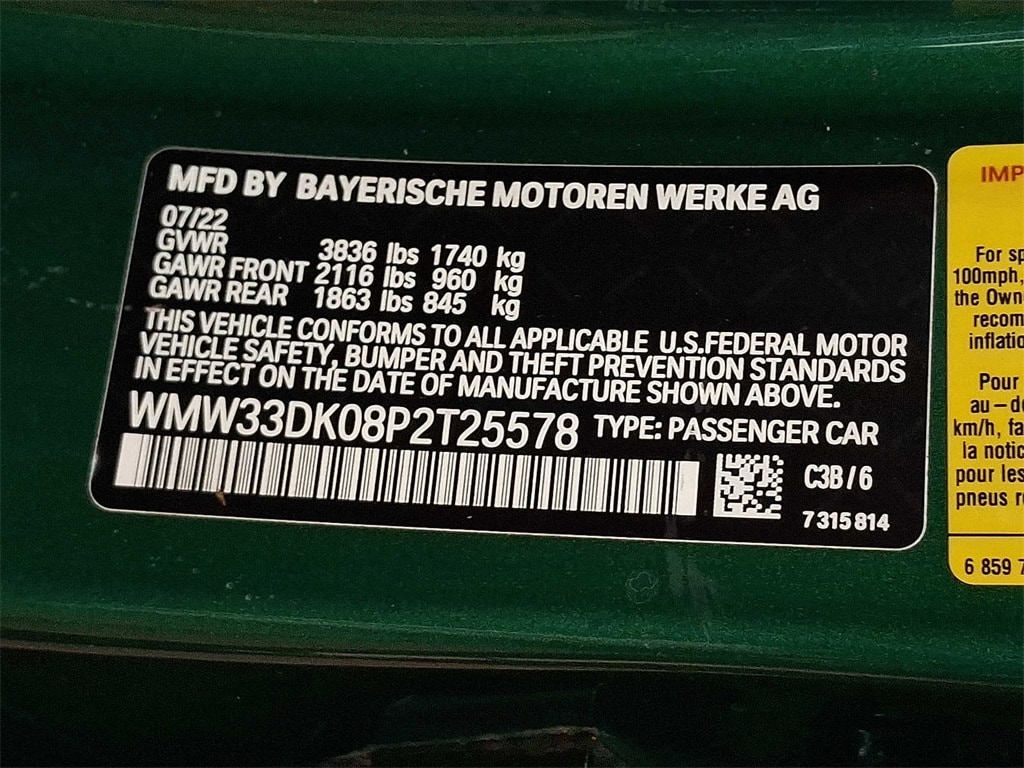 MFD BY BAYERISCHE MOTOREN WERKE AG
07/22
GVWR 3836 lbs 1740 kg
GAWR FRONT 2116 lbs 960 kg
GAWR REAR 1863 lbs 845 kg
THIS VEHICLE CONFORMS TO ALL APPLICABLE U.S.FEDERAL MOTOR
VEHICLE SAFETY, BUMPER AND THEFT PREVENTION STANDARDS
IN EFFECT ON THE DATE OF MANUFACTURE SHOWN ABOVE.
WMW33DK08P2T25578 TYPE: PASSENGER CAR
C3B/6
7315814
IMP
For sp
100mph,
the Own
recom
inflatio
Pour
au-de
km/h, fa
la notic
pour les
pneus r
6 859 7